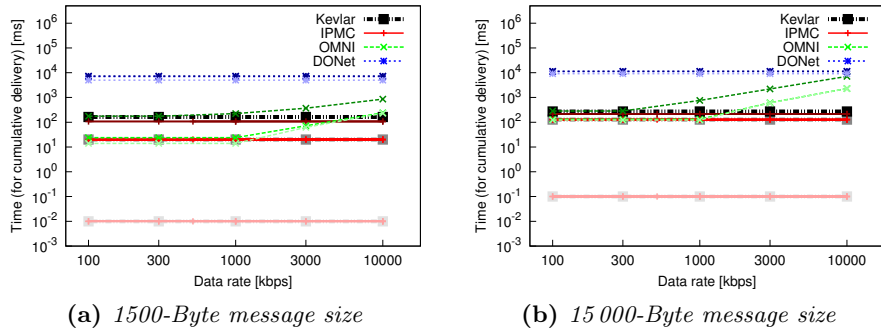 Time (for cumulative delivery) [ms]
10^6
10^5
10^4
10^3
10^2
10^1
10^0
10^-1
10^-2
10^-3
Kevlar
IPMC
OMNI
DONet
100
300
1000
3000
10000
Data rate [kbps]
(a) 1500-Byte message size
Time (for cumulative delivery) [ms]
10^6
10^5
10^4
10^3
10^2
10^1
10^0
10^-1
10^-2
10^-3
Kevlar
IPMC
OMNI
DONet
100
300
1000
3000
10000
Data rate [kbps]
(b) 15 000-Byte message size